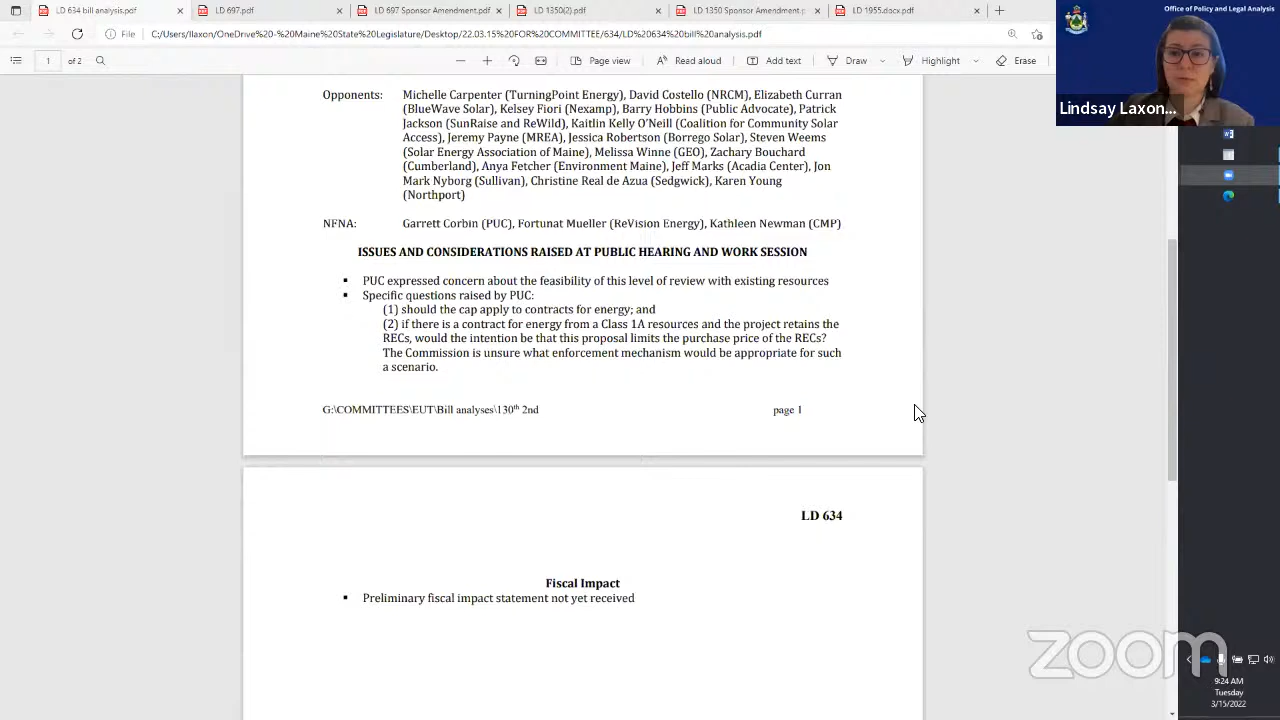 LD 634 bill analysis.pdf
LD 697.pdf
LD 697 Sponsor Amendment.pdf
LD 1350(2).pdf
LD 1350 Sponsor Amendment.pdf
LD 1955.docx.pdf
Office of Policy and Legal Analysis
File
C:/Users/llaxon/OneDrive%20-%20Maine%20State%20Legislature/Desktop/22.03.15%20FOR%20COMMITTEE/634/LD%20634%20bill%20analysis.pdf
1 of 2
Page view
Read aloud
Add text
Draw
Highlight
Erase
Lindsay Laxon...
Opponents: Michelle Carpenter (TurningPoint Energy), David Costello (NRCM), Elizabeth Curran
(BlueWave Solar), Kelsey Fiori (Nexamp), Barry Hobbins (Public Advocate), Patrick
Jackson (SunRaise and ReWild), Kaitlin Kelly O'Neill (Coalition for Community Solar
Access), Jeremy Payne (MREA), Jessica Robertson (Borrego Solar), Steven Weems
(Solar Energy Association of Maine), Melissa Winne (GEO), Zachary Bouchard
(Cumberland), Anya Fetcher (Environment Maine), Jeff Marks (Acadia Center), Jon
Mark Nyborg (Sullivan), Christine Real de Azua (Sedgwick), Karen Young
(Northport)
NFNA: Garrett Corbin (PUC), Fortunat Mueller (ReVision Energy), Kathleen Newman (CMP)
ISSUES AND CONSIDERATIONS RAISED AT PUBLIC HEARING AND WORK SESSION
▪ PUC expressed concern about the feasibility of this level of review with existing resources
▪ Specific questions raised by PUC:
(1) should the cap apply to contracts for energy; and
(2) if there is a contract for energy from a Class 1A resources and the project retains the
RECs, would the intention be that this proposal limits the purchase price of the RECs?
The Commission is unsure what enforcement mechanism would be appropriate for such
a scenario.
G:\COMMITTEES\EUT\Bill analyses\130th 2nd page 1
LD 634
Fiscal Impact
▪ Preliminary fiscal impact statement not yet received
zoom
9:24 AM
Tuesday
3/15/2022